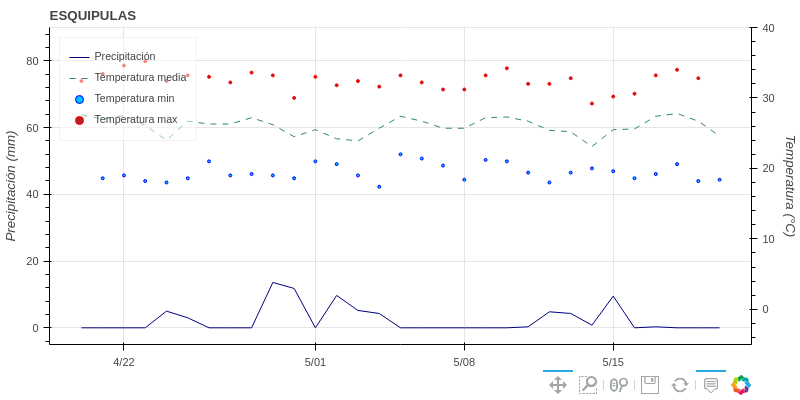 ESQUIPULAS
Precipitación
Temperatura media
Temperatura min
Temperatura max
Precipitación (mm)
80
60
40
20
0
Temperatura (°C)
40
30
20
10
0
4/22
5/01
5/08
5/15